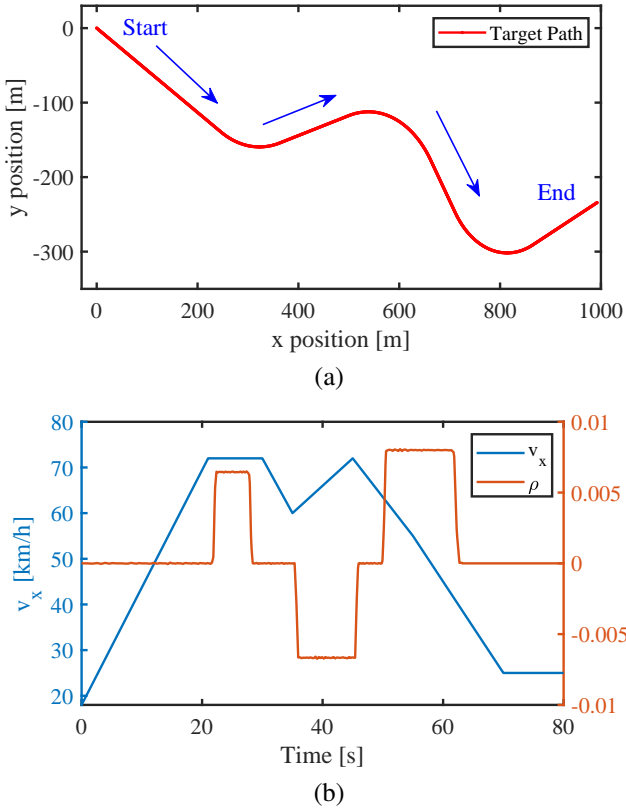 0
Start
Target Path
-100
-200
-300
End
y position [m]
0 200 400 600 800 1000
x position [m]
(a)
80 0.01
v_x
ρ
70
60 0.005
50
0
40
30 -0.005
20
-0.01
v_x [km/h]
0 20 40 60 80
Time [s]
(b)